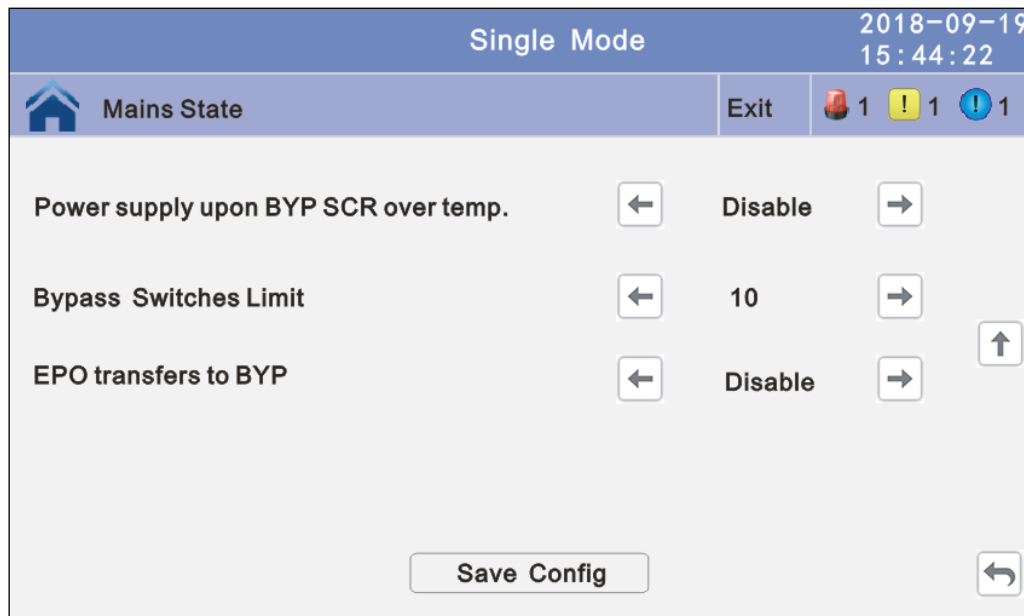 Single Mode
2018-09-19
15:44:22
Mains State
Exit
1
! 1
! 1
Power supply upon BYP SCR over temp.
Disable
Bypass Switches Limit
10
EPO transfers to BYP
Disable
Save Config